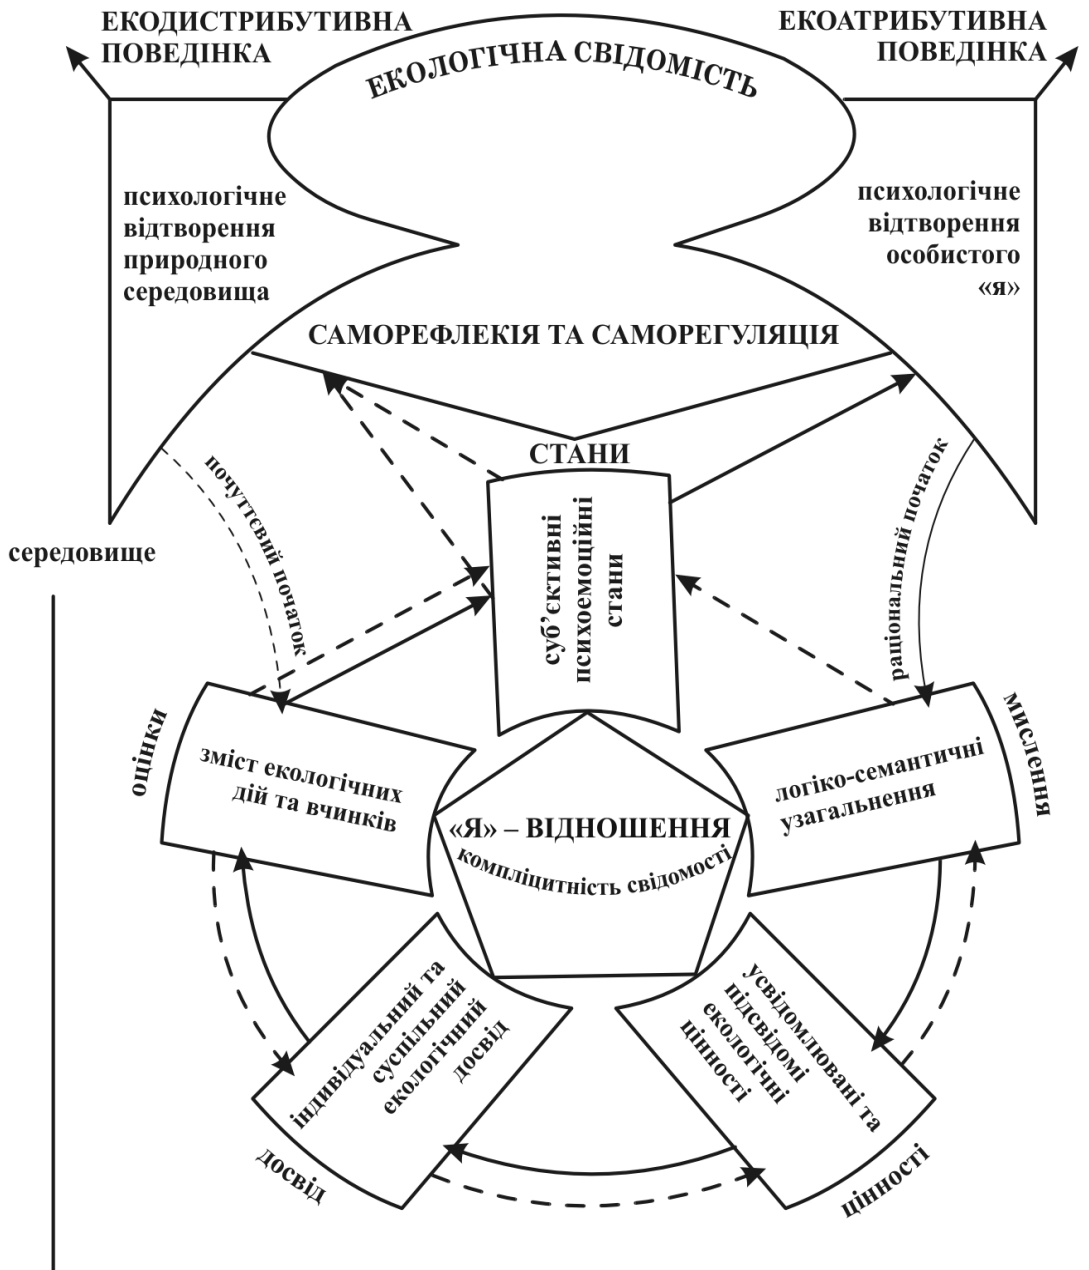 ЕКОДИСТРИБУТИВНА
ПОВЕДІНКА
ЕКОАТРИБУТИВНА
ПОВЕДІНКА
ЕКОЛОГІЧНА СВІДОМІСТЬ
психологічне
відтворення
природного
середовища
психологічне
відтворення
особистого
«я»
САМОРЕФЛЕКІЯ ТА САМОРЕГУЛЯЦІЯ
СТАНИ
почуттєвий початок
раціональний початок
середовище
суб’єктивні
психоемоційні
стани
оцінки
зміст екологічних
дій та вчинків
логіко-семантичні
узагальнення
мислення
«Я» – ВІДНОШЕННЯ
компліцитність свідомості
індивідуальний та
суспільний
екологічний
досвід
усвідомлювані та
підсвідомі
екологічні
цінності
досвід
цінності